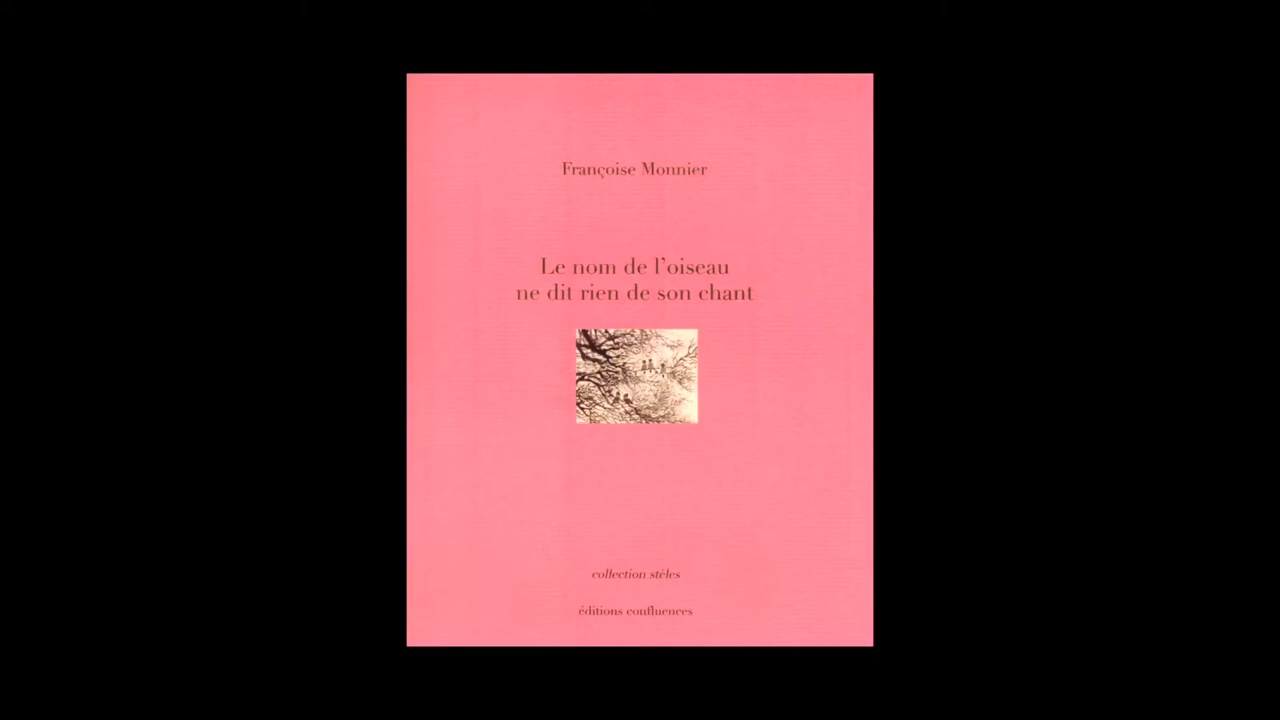 Françoise Monnier
Le nom de l'oiseau
ne dit rien de son chant
collection stèles
éditions confluences